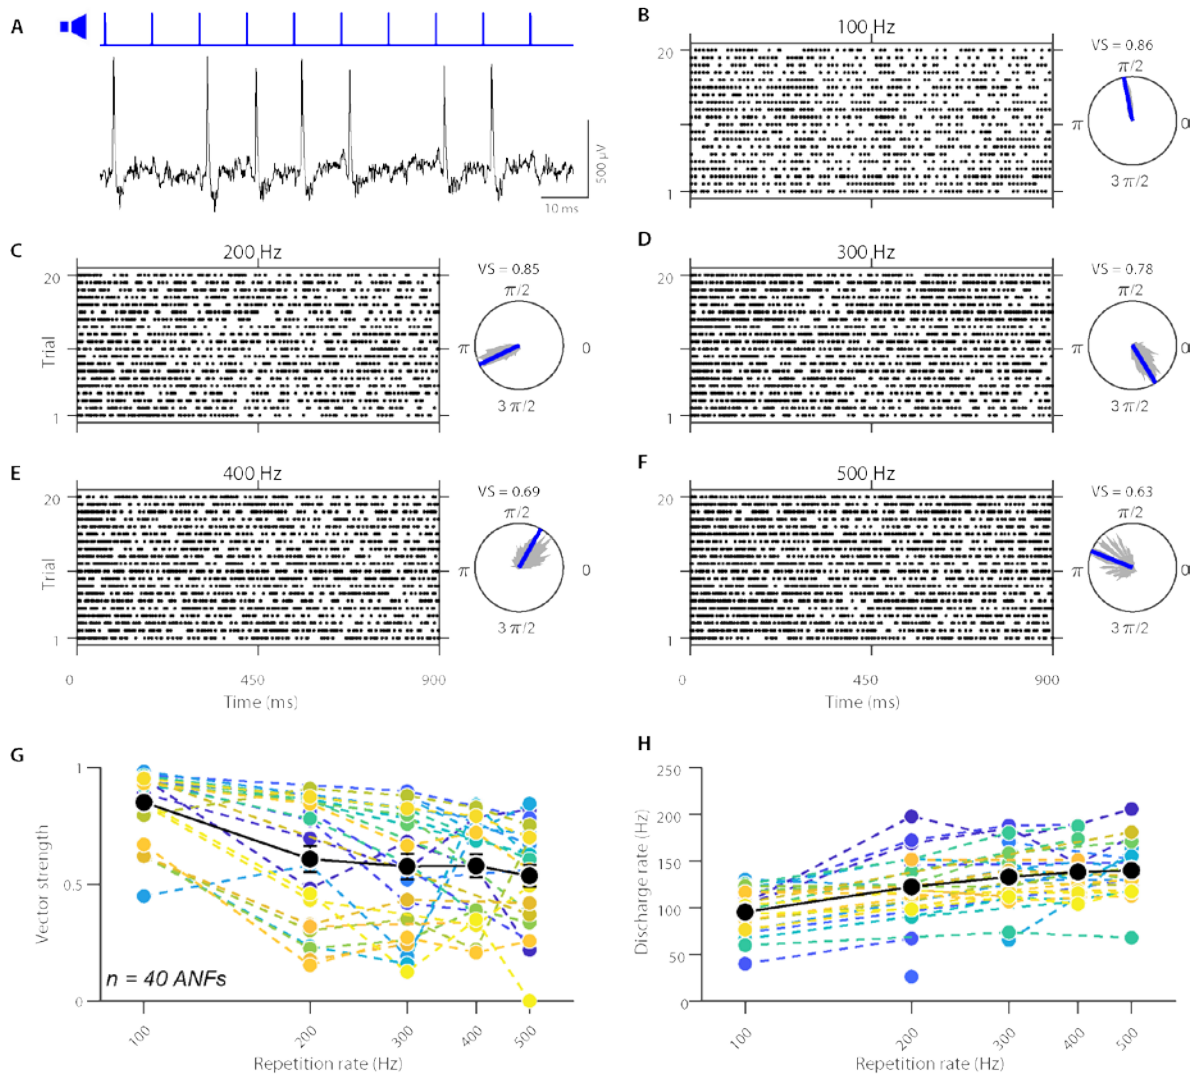 A
500 µV
10 ms
B
100 Hz
20
1
VS = 0.86
π/2
π
0
3 π/2
C
200 Hz
Trial
20
1
VS = 0.85
π/2
π
0
3 π/2
D
300 Hz
20
1
VS = 0.78
π/2
π
0
3 π/2
E
400 Hz
Trial
20
1
VS = 0.69
π/2
π
0
3 π/2
0 450 900
Time (ms)
F
500 Hz
20
1
VS = 0.63
π/2
π
0
3 π/2
0 450 900
Time (ms)
G
Vector strength
1
0.5
0
n = 40 ANFs
100 200 300 400 500
Repetition rate (Hz)
H
Discharge rate (Hz)
250
200
150
100
50
0
100 200 300 400 500
Repetition rate (Hz)